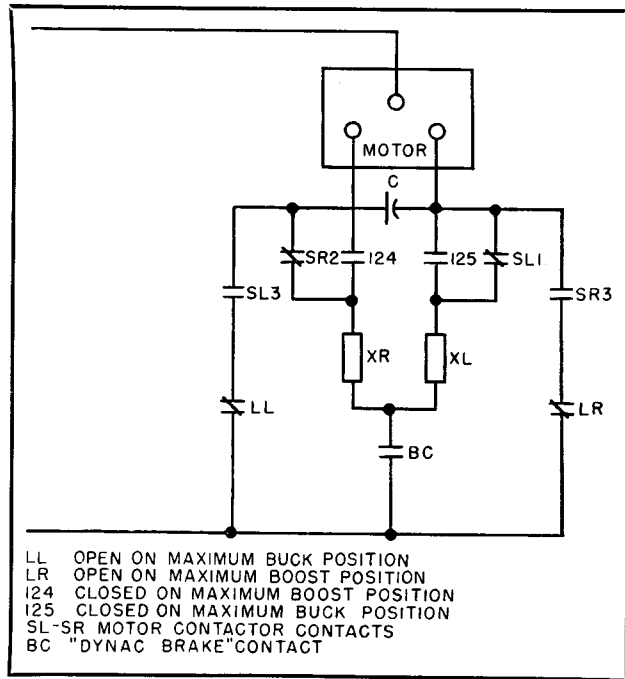 MOTOR
C
SR2 124 125 SL1
SL3 SR3
XR XL
LL LR
BC
LL OPEN ON MAXIMUM BUCK POSITION
LR OPEN ON MAXIMUM BOOST POSITION
124 CLOSED ON MAXIMUM BOOST POSITION
125 CLOSED ON MAXIMUM BUCK POSITION
SL-SR MOTOR CONTACTOR CONTACTS
BC "DYNAC BRAKE" CONTACT